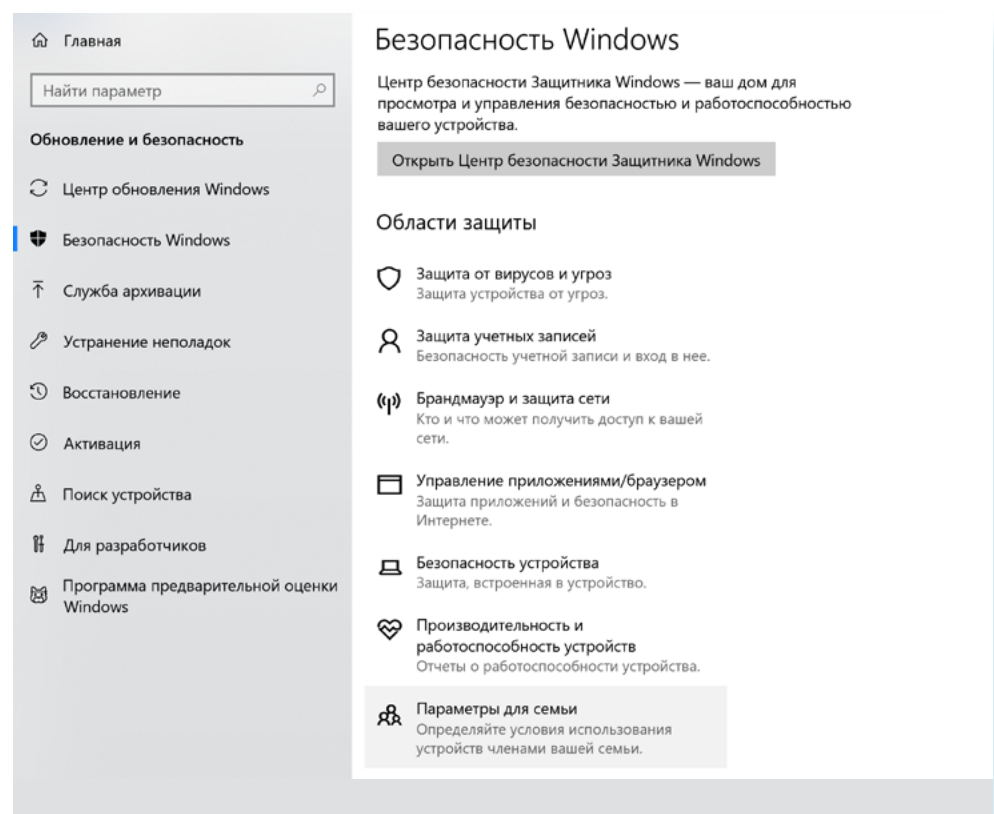 Главная
Найти параметр
Обновление и безопасность
Центр обновления Windows
Безопасность Windows
Служба архивации
Устранение неполадок
Восстановление
Активация
Поиск устройства
Для разработчиков
Программа предварительной оценки
Windows
Безопасность Windows
Центр безопасности Защитника Windows — ваш дом для
просмотра и управления безопасностью и работоспособностью
вашего устройства.
Открыть Центр безопасности Защитника Windows
Области защиты
Защита от вирусов и угроз
Защита устройства от угроз.
Защита учетных записей
Безопасность учетной записи и вход в нее.
Брандмауэр и защита сети
Кто и что может получить доступ к вашей
сети.
Управление приложениями/браузером
Защита приложений и безопасность в
Интернете.
Безопасность устройства
Защита, встроенная в устройство.
Производительность и
работоспособность устройств
Отчеты о работоспособности устройства.
Параметры для семьи
Определяйте условия использования
устройств членами вашей семьи.